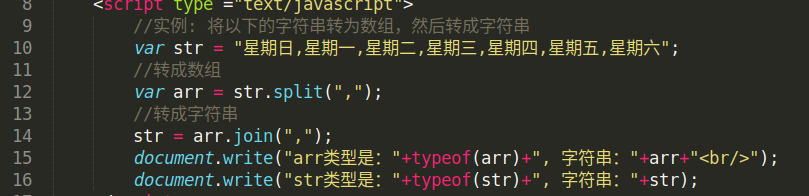 8 <script type ="text/javascript">
9 //实例: 将以下的字符串转为数组, 然后转成字符串
10 var str = "星期日,星期一,星期二,星期三,星期四,星期五,星期六";
11 //转成数组
12 var arr = str.split(",");
13 //转成字符串
14 str = arr.join(",");
15 document.write("arr类型是: "+typeof(arr)+", 字符串: "+arr+"<br/>");
16 document.write("str类型是: "+typeof(str)+", 字符串: "+str);